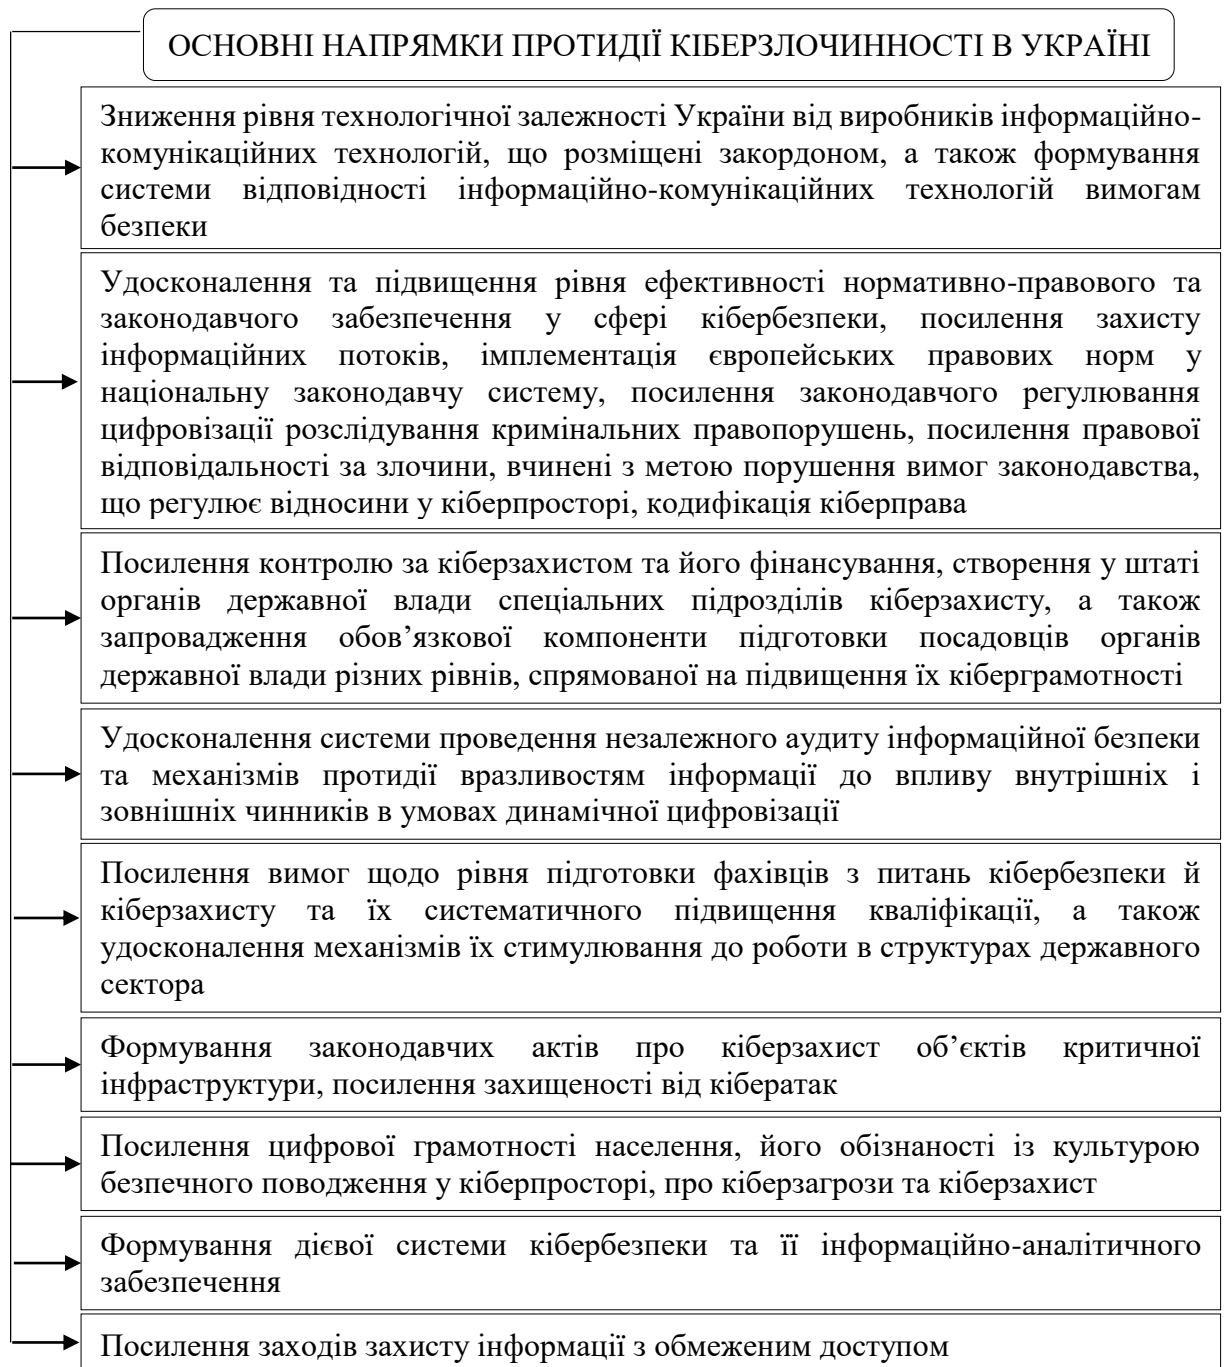 ОСНОВНІ НАПРЯМКИ ПРОТИДІЇ КІБЕРЗЛОЧИННОСТІ В УКРАЇНІ
Зниження рівня технологічної залежності України від виробників інформаційно-
комунікаційних технологій, що розміщені закордоном, а також формування
системи відповідності інформаційно-комунікаційних технологій вимогам
безпеки
Удосконалення та підвищення рівня ефективності нормативно-правового та
законодавчого забезпечення у сфері кібербезпеки, посилення захисту
інформаційних потоків, імплементація європейських правових норм у
національну законодавчу систему, посилення законодавчого регулювання
цифровізації розслідування кримінальних правопорушень, посилення правової
відповідальності за злочини, вчинені з метою порушення вимог законодавства,
що регулює відносини у кіберпросторі, кодифікація кіберправа
Посилення контролю за кіберзахистом та його фінансування, створення у штаті
органів державної влади спеціальних підрозділів кіберзахисту, а також
запровадження обов’язкової компоненти підготовки посадовців органів
державної влади різних рівнів, спрямованої на підвищення їх кіберграмотності
Удосконалення системи проведення незалежного аудиту інформаційної безпеки
та механізмів протидії вразливостям інформації до впливу внутрішніх і
зовнішніх чинників в умовах динамічної цифровізації
Посилення вимог щодо рівня підготовки фахівців з питань кібербезпеки й
кіберзахисту та їх систематичного підвищення кваліфікації, а також
удосконалення механізмів їх стимулювання до роботи в структурах державного
сектора
Формування законодавчих актів про кіберзахист об’єктів критичної
інфраструктури, посилення захищеності від кібератак
Посилення цифрової грамотності населення, його обізнаності із культурою
безпечного поводження у кіберпросторі, про кіберзагрози та кіберзахист
Формування дієвої системи кібербезпеки та її інформаційно-аналітичного
забезпечення
Посилення заходів захисту інформації з обмеженим доступом